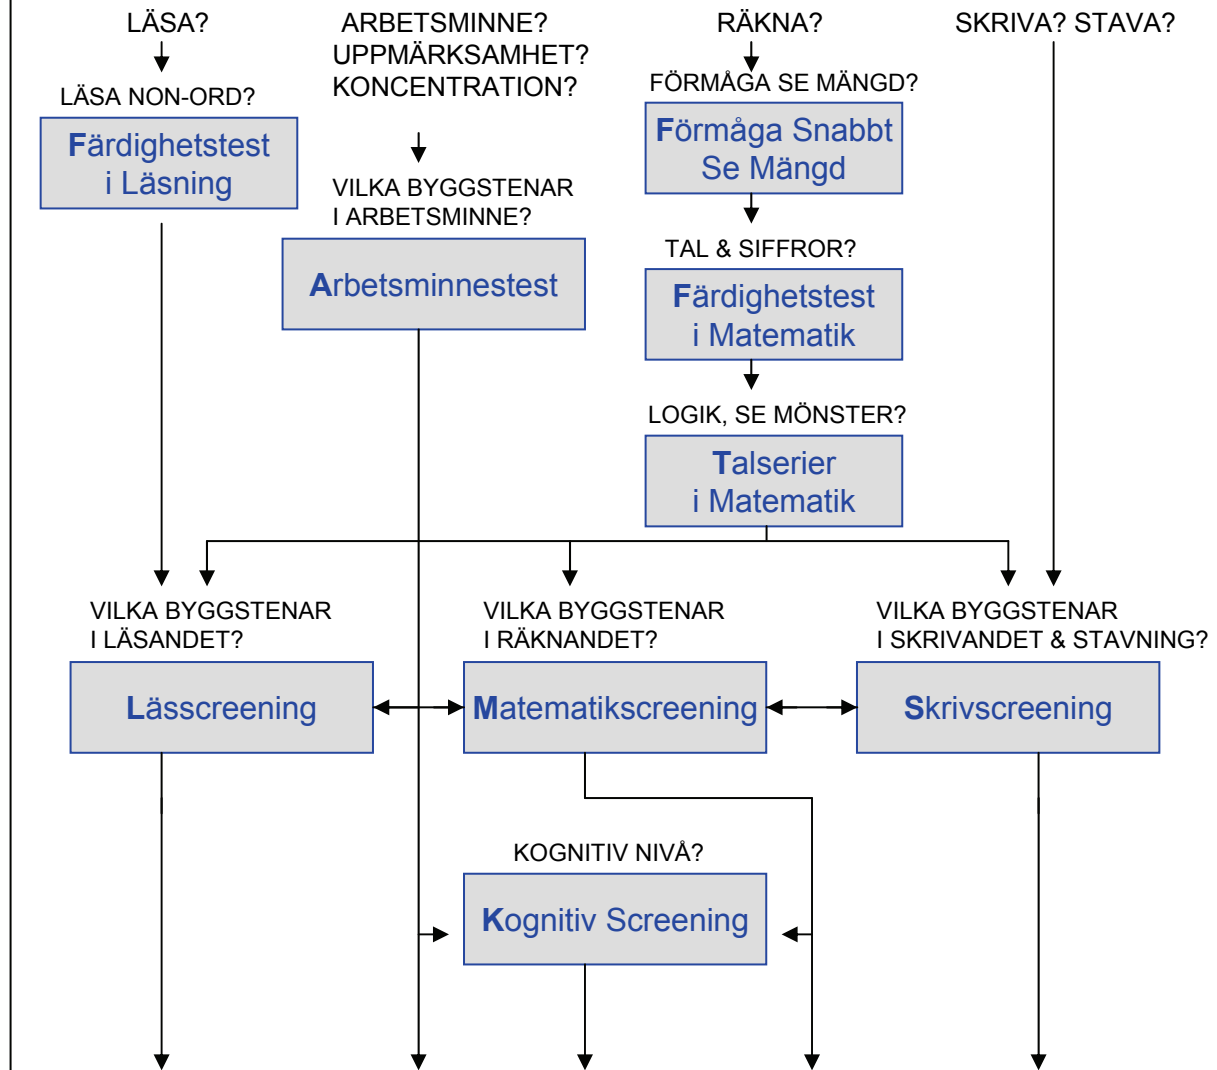 LÄSA?
ARBETSMINNE?
UPPMÄRKSAMHET?
KONCENTRATION?
RÄKNA?
SKRIVA? STAVA?
LÄSA NON-ORD?
Färdighetstest
i Läsning
FÖRMÅGA SE MÄNGD?
Förmåga Snabbt
Se Mängd
VILKA BYGGSTENAR
I ARBETSMINNE?
Arbetsminnestest
TAL & SIFFROR?
Färdighetstest
i Matematik
LOGIK, SE MÖNSTER?
Talserier
i Matematik
VILKA BYGGSTENAR
I LÄSANDET?
Lässcreening
VILKA BYGGSTENAR
I RÄKNANDET?
Matematikscreening
VILKA BYGGSTENAR
I SKRIVANDET & STAVNING?
Skrivscreening
KOGNITIV NIVÅ?
Kognitiv Screening